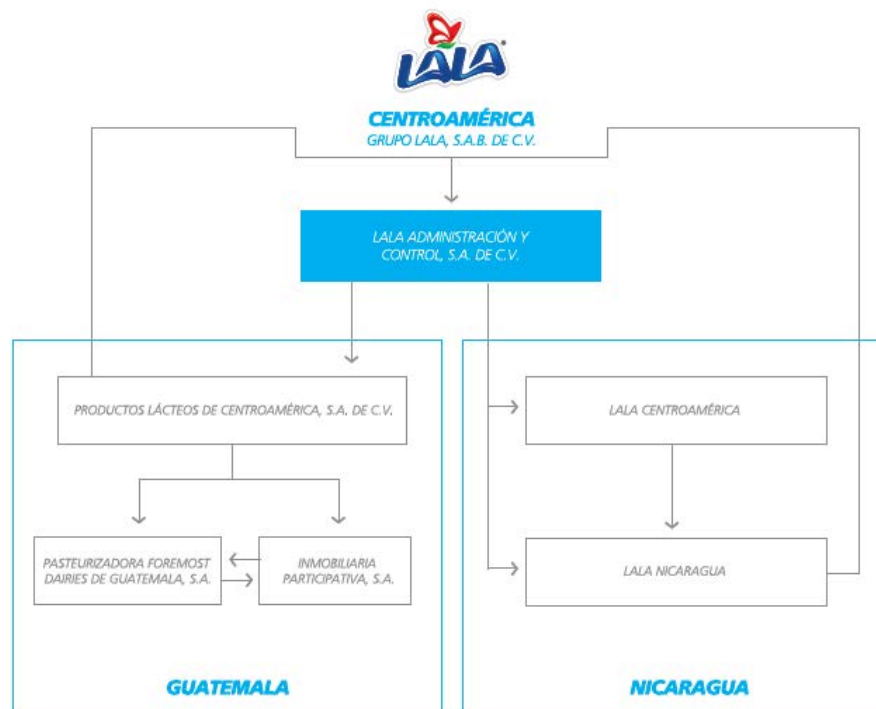 LALA
CENTROAMÉRICA
GRUPO LALA, S.A.B. DE C.V.
LALA ADMINISTRACIÓN Y
CONTROL, S.A. DE C.V.
PRODUCTOS LÁCTEOS DE CENTROAMÉRICA, S.A. DE C.V.
LALA CENTROAMÉRICA
PASTEURIZADORA FOREMOST
DAIRIES DE GUATEMALA, S.A.
INMOBILIARIA
PARTICIPATIVA, S.A.
LALA NICARAGUA
GUATEMALA
NICARAGUA